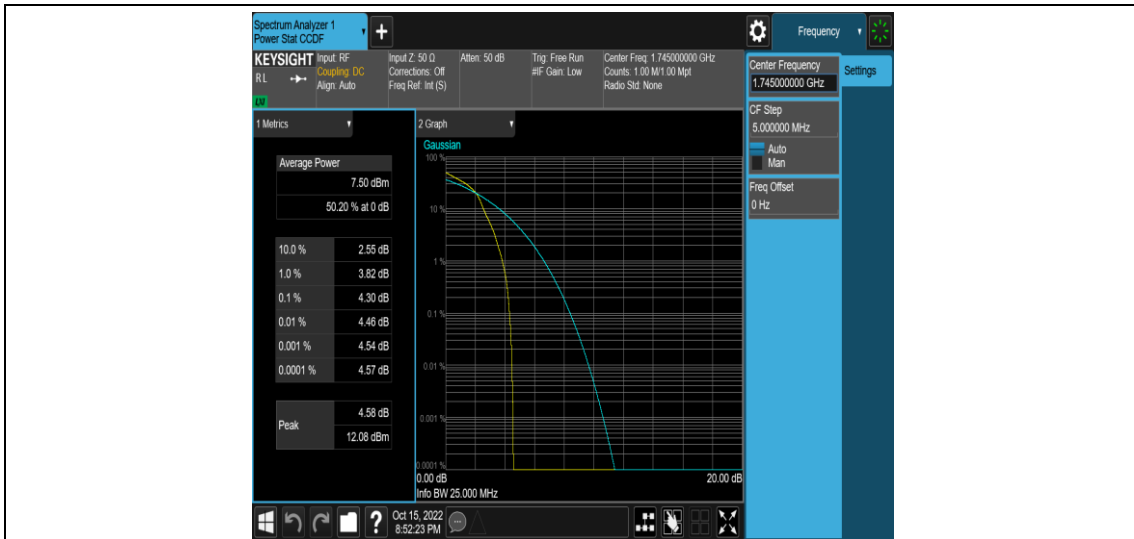 Spectrum Analyzer 1
Power Stat CCDF
+
Frequency
KEYSIGHT
RL
LXI
Input: RF
Coupling: DC
Align: Auto
Input Z: 50 Ω
Corrections: Off
Freq Ref: Int (S)
Atten: 50 dB
Trig: Free Run
#IF Gain: Low
Center Freq: 1.745000000 GHz
Counts: 1.00 M/1.00 Mpt
Radio Std: None
Center Frequency
1.745000000 GHz
Settings
CF Step
5.000000 MHz
Auto
Man
Freq Offset
0 Hz
1 Metrics
Average Power
7.50 dBm
50.20 % at 0 dB
10.0 % 2.55 dB
1.0 % 3.82 dB
0.1 % 4.30 dB
0.01 % 4.46 dB
0.001 % 4.54 dB
0.0001 % 4.57 dB
Peak
4.58 dB
12.08 dBm
2 Graph
Gaussian
100 %
10 %
1 %
0.1 %
0.01 %
0.001 %
0.0001 %
0.00 dB 20.00 dB
Info BW 25.000 MHz
?
Oct 15, 2022
8:52:23 PM